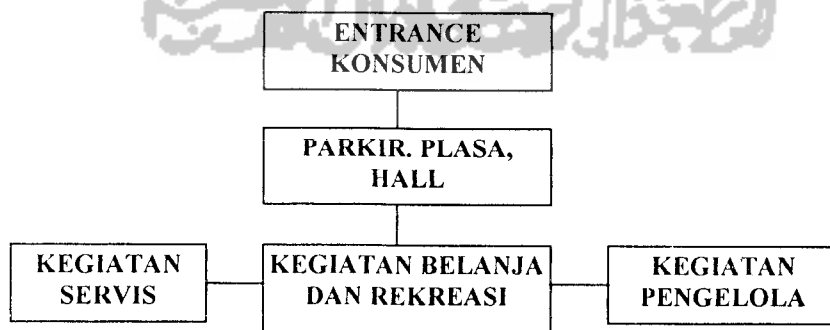 ENTRANCE
KONSUMEN
PARKIR. PLASA,
HALL
KEGIATAN
SERVIS
KEGIATAN BELANJA
DAN REKREASI
KEGIATAN
PENGELOLA